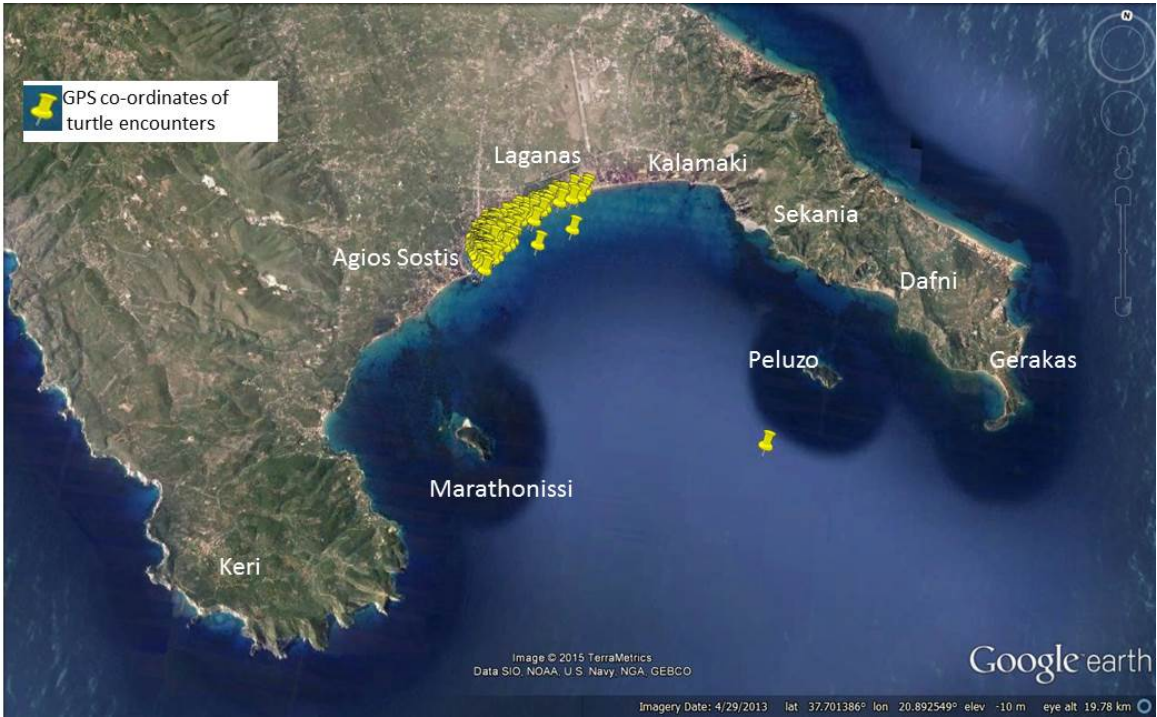 N
GPS co-ordinates of
turtle encounters
Laganas
Kalamaki
Sekania
Agios Sostis
Dafni
Peluzo
Gerakas
Marathonissi
Keri
Image © 2015 TerraMetrics
Data SIO, NOAA, U.S. Navy, NGA, GEBCO
Google earth
Imagery Date: 4/29/2013 lat 37.701386° lon 20.892549° elev -10 m eye alt 19.78 km